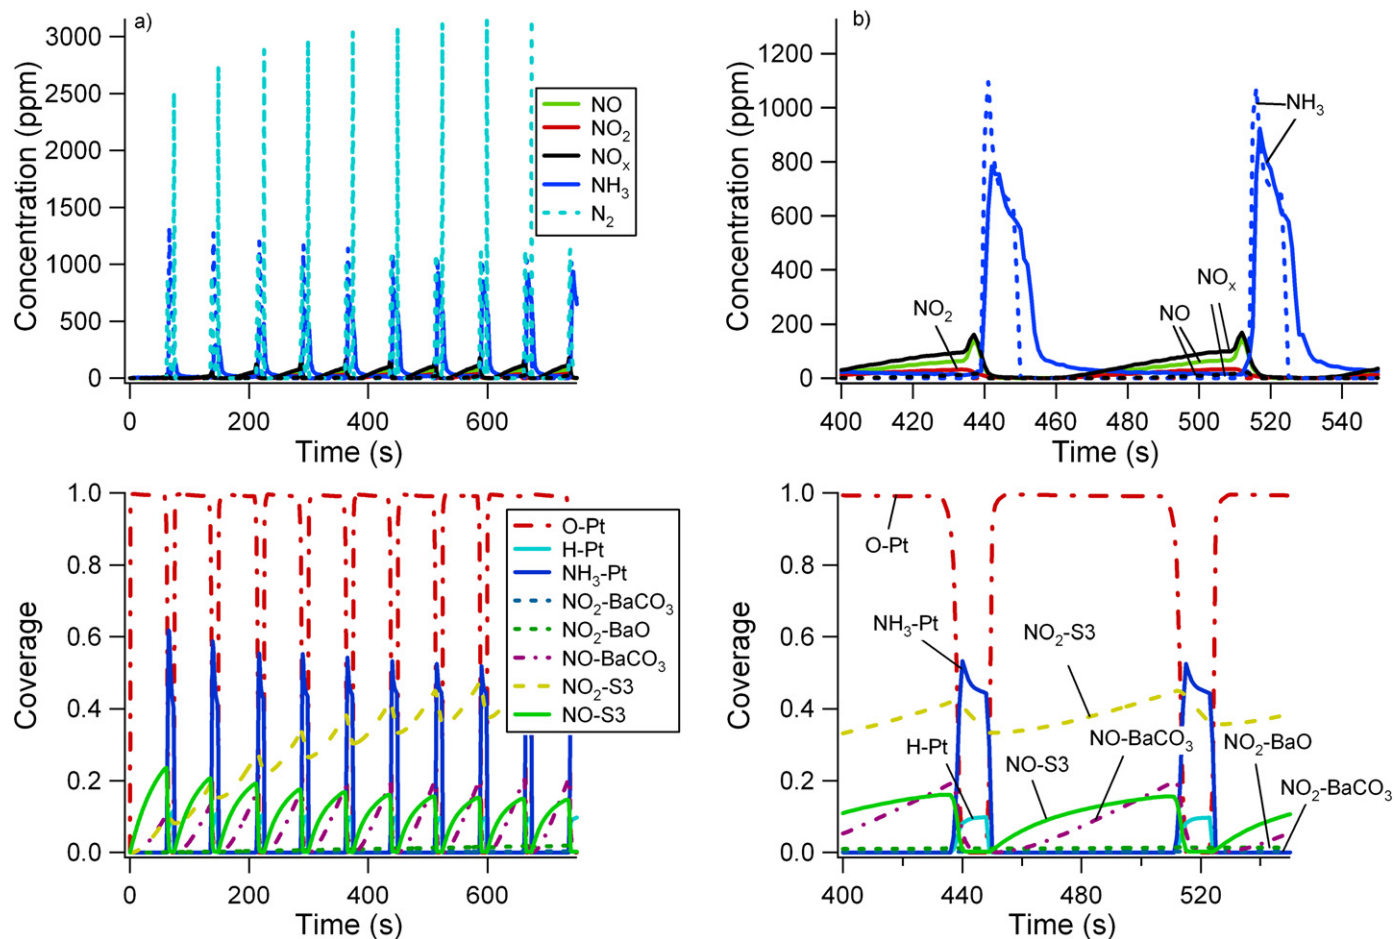 a)
3000
2500
2000
1500
1000
500
0
Concentration (ppm)
NO
NO2
NOx
NH3
N2
0 200 400 600
Time (s)
b)
1200
1000
800
600
400
200
0
Concentration (ppm)
NH3
NOx
NO2
NO
400 420 440 460 480 500 520 540
Time (s)
1.0
0.8
0.6
0.4
0.2
0.0
Coverage
O-Pt
H-Pt
NH3-Pt
NO2-BaCO3
NO2-BaO
NO-BaCO3
NO2-S3
NO-S3
0 200 400 600
Time (s)
1.0
0.8
0.6
0.4
0.2
0.0
Coverage
O-Pt
NH3-Pt
NO2-S3
H-Pt
NO-BaCO3
NO2-BaO
NO-S3
NO2-BaCO3
400 440 480 520
Time (s)